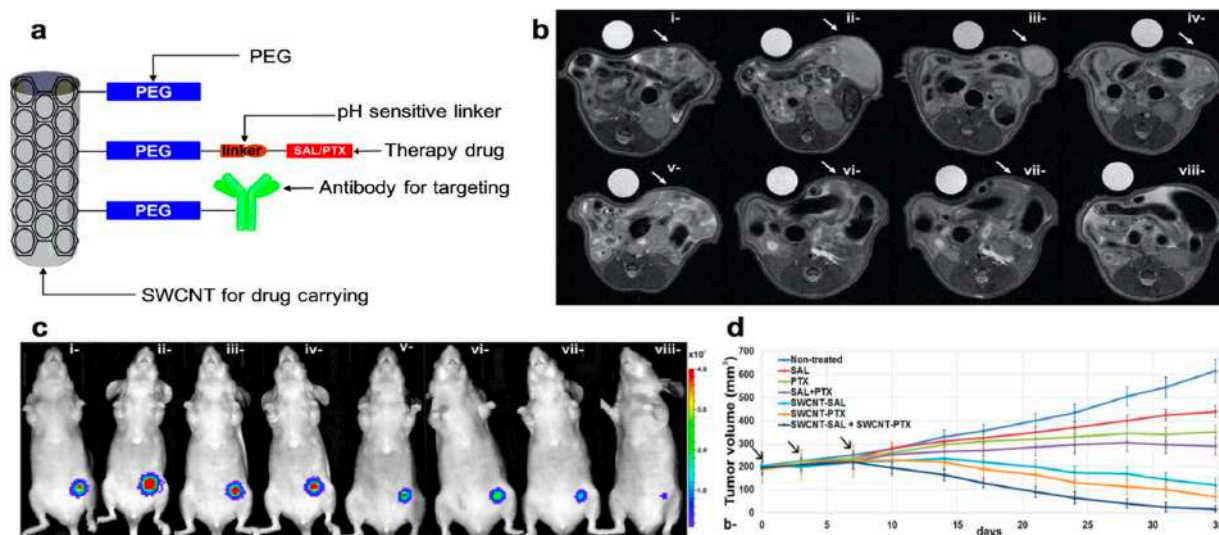 a
PEG
PEG
pH sensitive linker
PEG
linker
SAL/PTX
Therapy drug
Antibody for targeting
PEG
SWCNT for drug carrying
b
i-
ii-
iii-
iv-
v-
vi-
vii-
viii-
c
i-
ii-
iii-
iv-
v-
vi-
vii-
viii-
d
Tumor volume (mm³)
700
600
500
400
300
200
100
0
Non-treated
SAL
PTX
SAL+PTX
SWCNT-SAL
SWCNT-PTX
SWCNT-SAL + SWCNT-PTX
b-
0
5
10
15
20
25
30
days